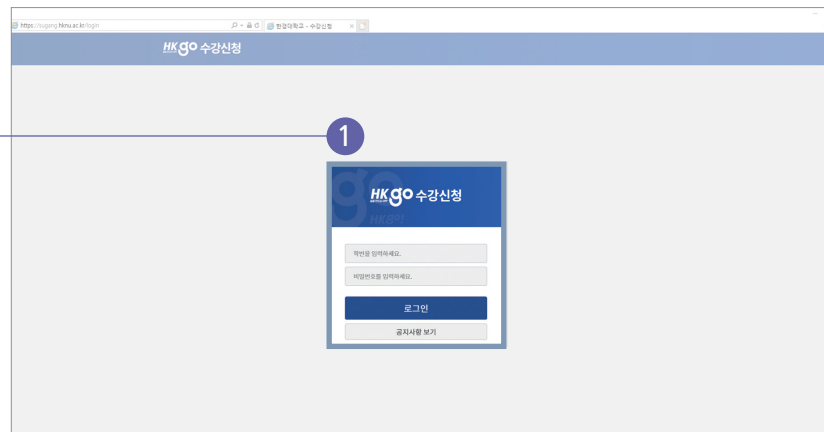 https://sugang.hknu.ac.kr/login
한경대학교 - 수강신청
HKgo 수강신청
1
HKgo 수강신청
학번을 입력하세요.
비밀번호를 입력하세요.
로그인
공지사항 보기